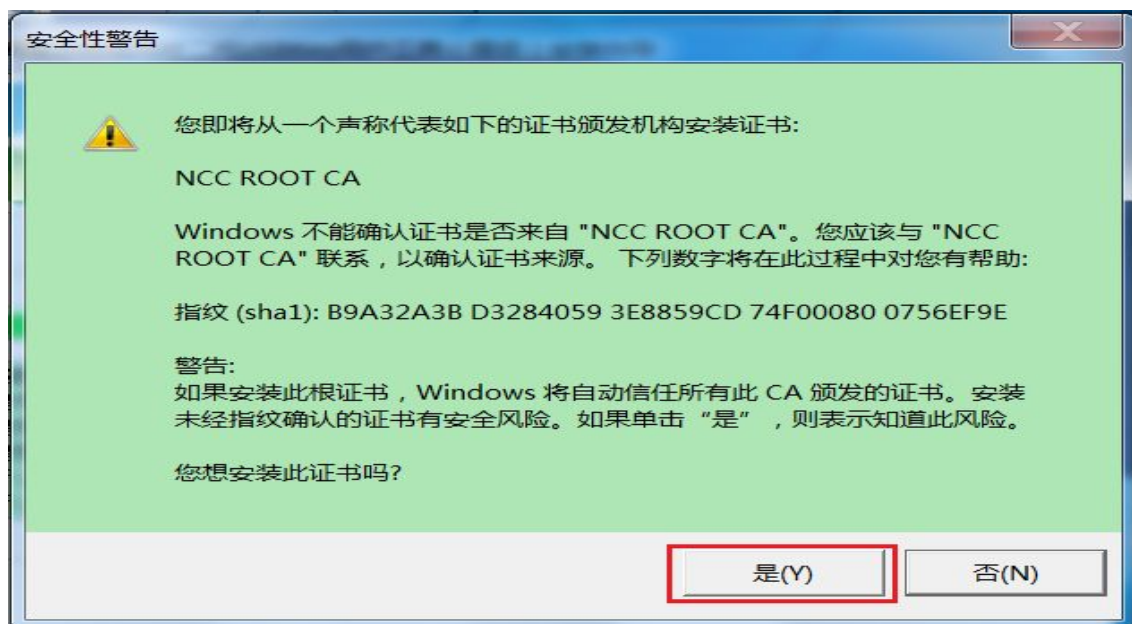 安全性警告
您即将从一个声称代表如下的证书颁发机构安装证书:
NCC ROOT CA
Windows 不能确认证书是否来自 "NCC ROOT CA"。您应该与 "NCC
ROOT CA" 联系，以确认证书来源。 下列数字将在此过程中对您有帮助:
指纹 (sha1): B9A32A3B D3284059 3E8859CD 74F00080 0756EF9E
警告:
如果安装此根证书，Windows 将自动信任所有此 CA 颁发的证书。安装
未经指纹确认的证书有安全风险。如果单击“是”，则表示知道此风险。
您想安装此证书吗?
是(Y)
否(N)